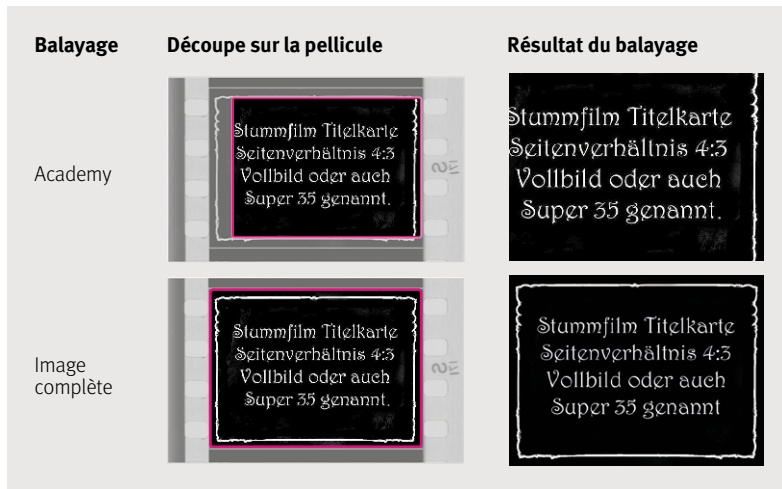 Balayage Découpe sur la pellicule Résultat du balayage
Academy
Stummfilm Titelkarte
Seitenverhältnis 4:3
Vollbild oder auch
Super 35 genannt.
Stummfilm Titelkarte
Seitenverhältnis 4:3
Vollbild oder auch
Super 35 genannt.
Image
complète
Stummfilm Titelkarte
Seitenverhältnis 4:3
Vollbild oder auch
Super 35 genannt.
Stummfilm Titelkarte
Seitenverhältnis 4:3
Vollbild oder auch
Super 35 genannt